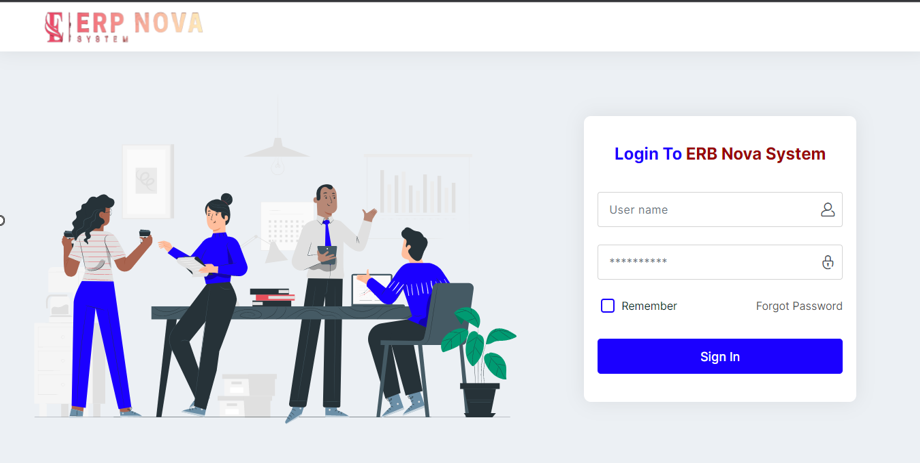 ERP NOVA
SYSTEM
Login To ERB Nova System
User name
**********
Remember
Forgot Password
Sign In